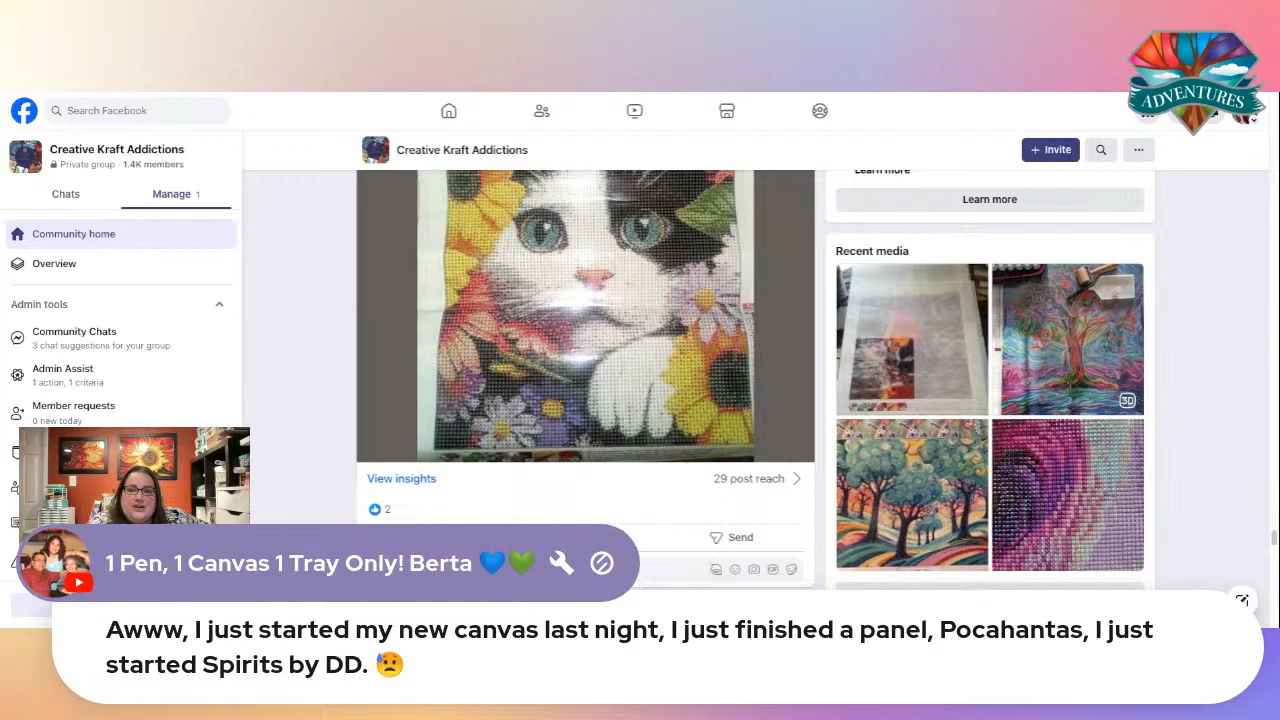 ADVENTURES
Search Facebook
Creative Kraft Addictions
Private group · 1.4K members
Chats
Manage 1
Community home
Overview
Admin tools
Community Chats
3 chat suggestions for your group
Admin Assist
1 action, 1 criteria
Member requests
0 new today
Creative Kraft Addictions
+ Invite
Learn more
Learn more
Recent media
3D
View insights
29 post reach
2
Send
1 Pen, 1 Canvas 1 Tray Only! Berta 💙💚
Awww, I just started my new canvas last night, I just finished a panel, Pocahantas, I just
started Spirits by DD. 😥